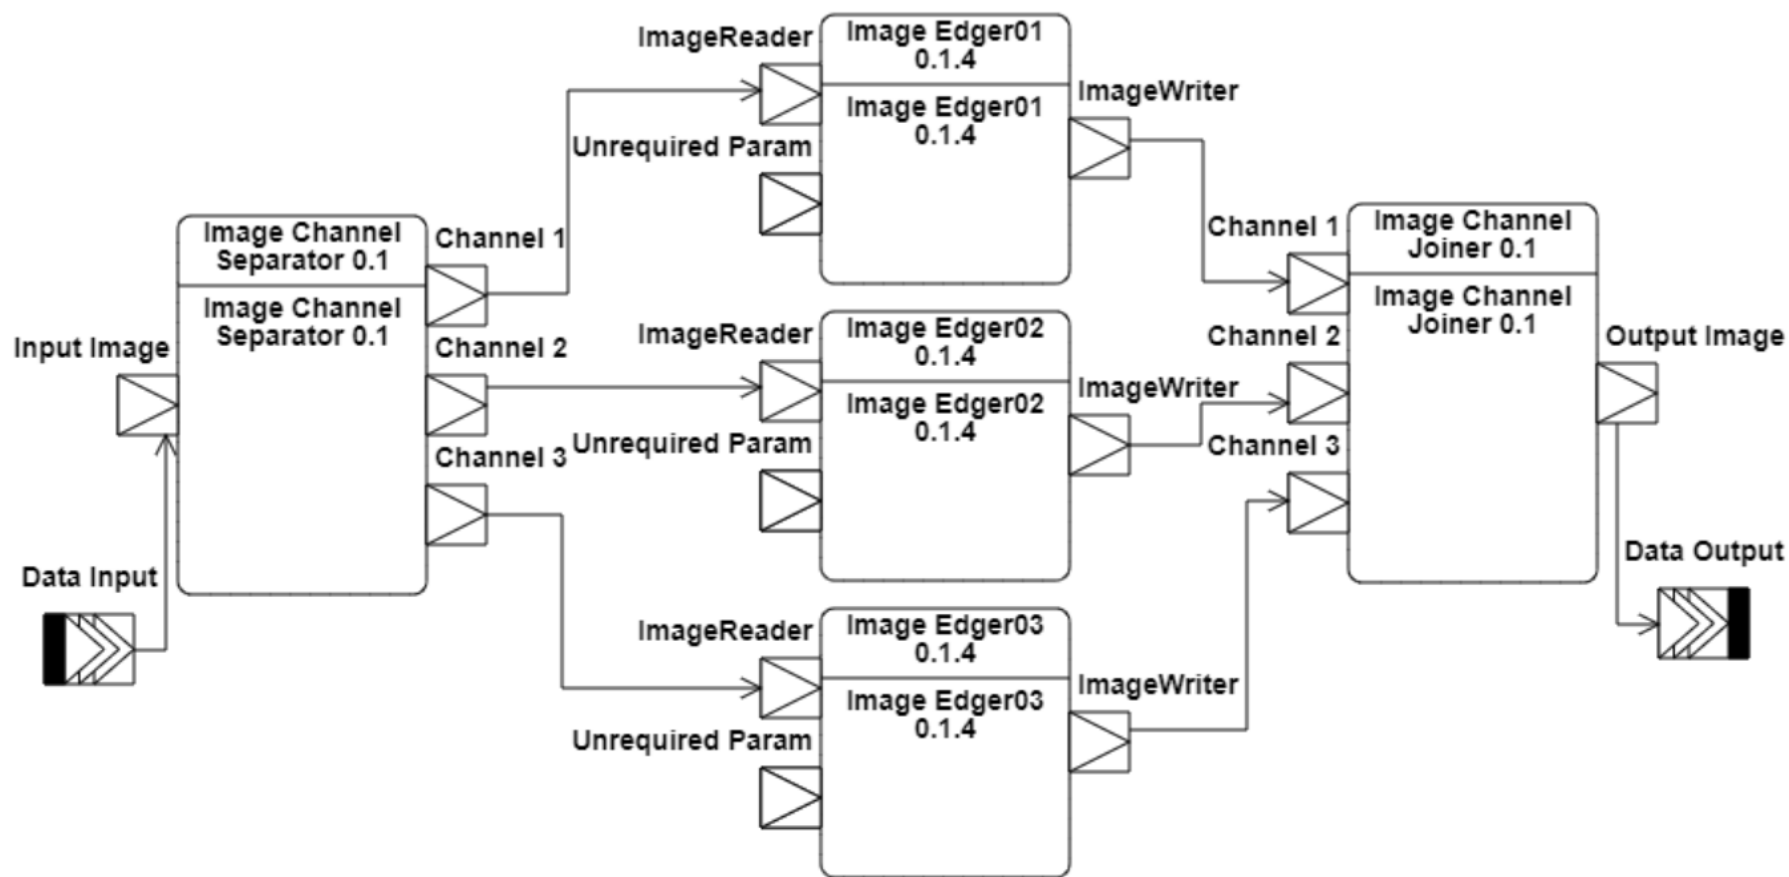 Input Image
Data Input
Image Channel
Separator 0.1
Image Channel
Separator 0.1
Channel 1
Channel 2
Channel 3
ImageReader
Unrequired Param
Image Edger01
0.1.4
Image Edger01
0.1.4
ImageWriter
ImageReader
Unrequired Param
Image Edger02
0.1.4
Image Edger02
0.1.4
ImageWriter
ImageReader
Unrequired Param
Image Edger03
0.1.4
Image Edger03
0.1.4
ImageWriter
Channel 1
Channel 2
Channel 3
Image Channel
Joiner 0.1
Image Channel
Joiner 0.1
Output Image
Data Output